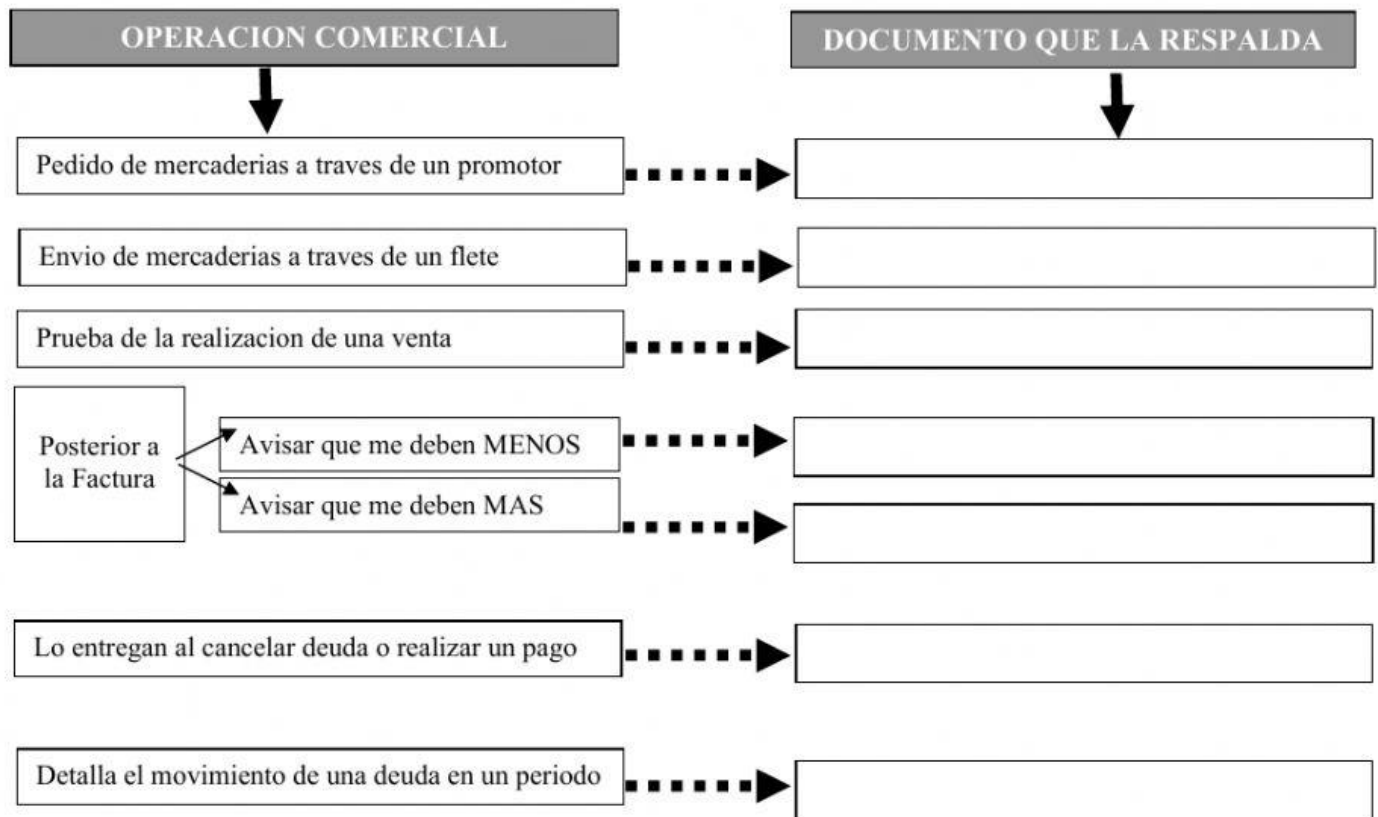 OPERACION COMERCIAL
DOCUMENTO QUE LA RESPALDA
Pedido de mercaderias a traves de un promotor
Envio de mercaderias a traves de un flete
Prueba de la realizacion de una venta
Posterior a
la Factura
Avisar que me deben MENOS
Avisar que me deben MAS
Lo entregan al cancelar deuda o realizar un pago
Detalla el movimiento de una deuda en un periodo